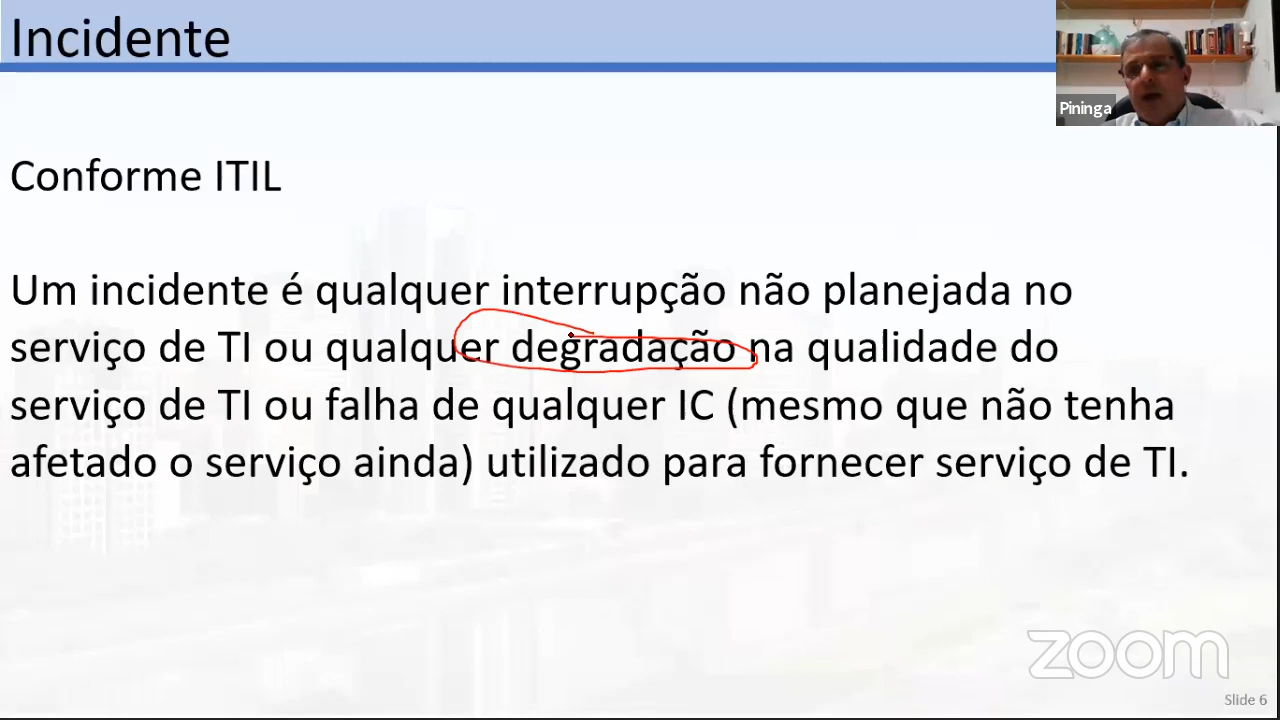 Incidente
Pininga
Conforme ITIL
Um incidente é qualquer interrupção não planejada no
serviço de TI ou qualquer degradação na qualidade do
serviço de TI ou falha de qualquer IC (mesmo que não tenha
afetado o serviço ainda) utilizado para fornecer serviço de TI.
zoom
Slide 6